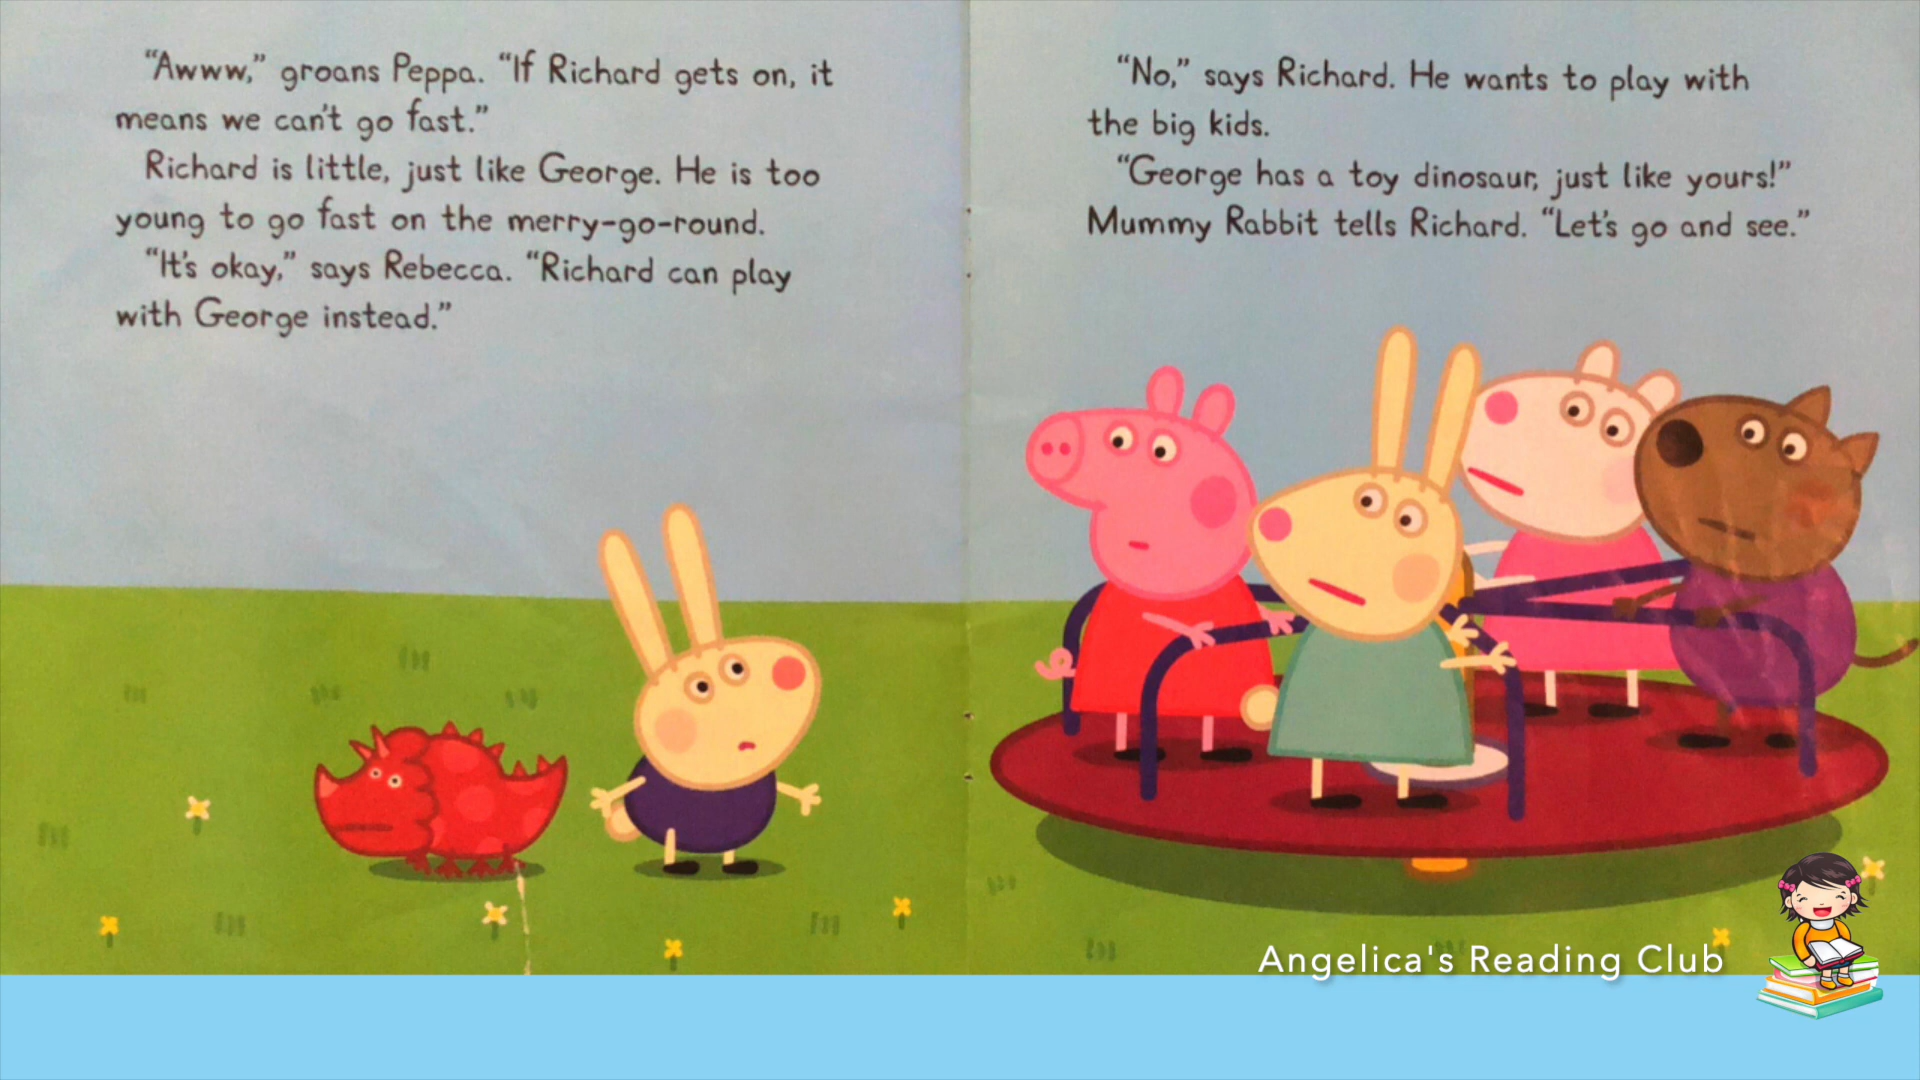 “Awww,” groans Peppa. “If Richard gets on, it
means we can’t go fast.”
Richard is little, just like George. He is too
young to go fast on the merry-go-round.
“It’s okay,” says Rebecca. “Richard can play
with George instead.”
“No,” says Richard. He wants to play with
the big kids.
“George has a toy dinosaur, just like yours!”
Mummy Rabbit tells Richard. “Let’s go and see.”
Angelica's Reading Club